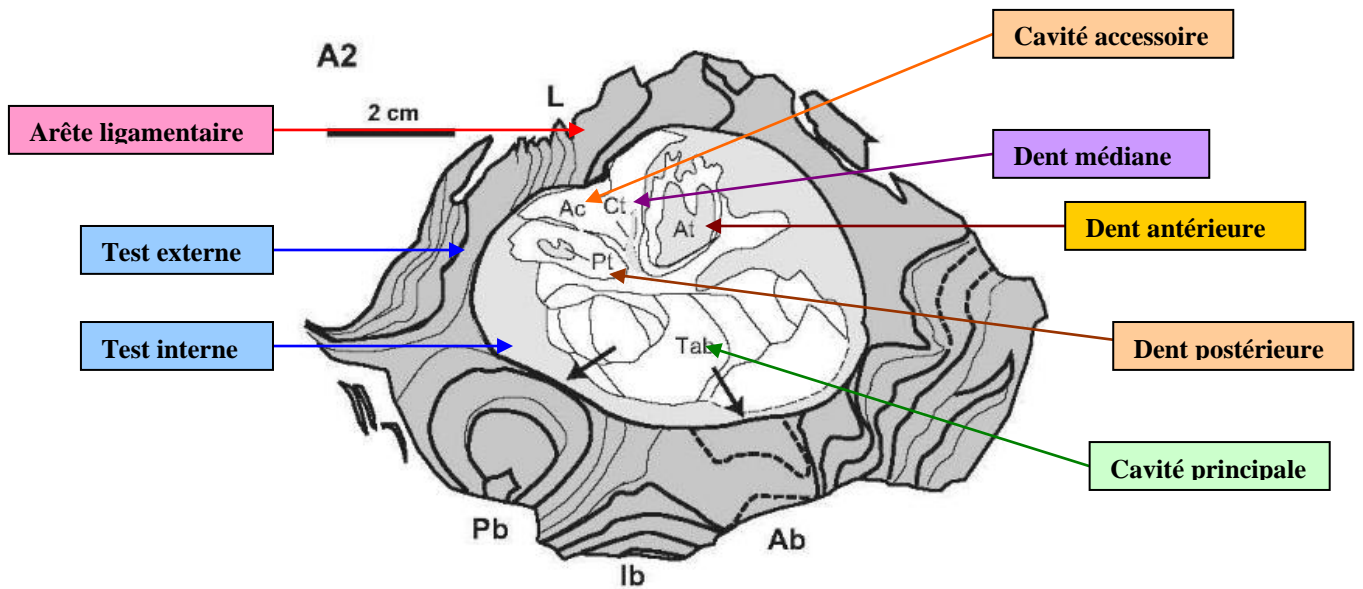 A2
Cavité accessoire
L
2 cm
Arête ligamentaire
Dent médiane
Ac
Ct
At
Dent antérieure
Test externe
Pt
Test interne
Tab
Dent postérieure
Cavité principale
Pb
Ab
Ib